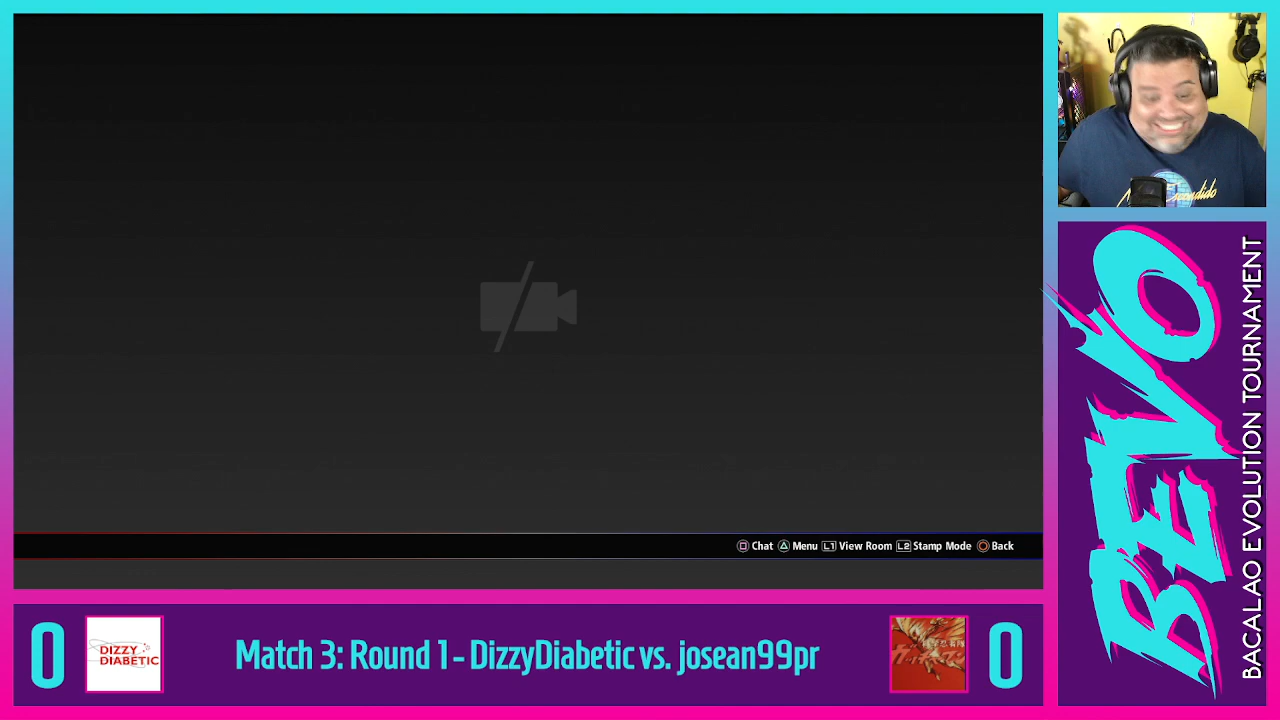 Chat Menu L1 View Room L2 Stamp Mode Back
0
DIZZY
DIABETIC
Match 3: Round 1 - DizzyDiabetic vs. josean99pr
0
BEVO
BACALAO EVOLUTION TOURNAMENT